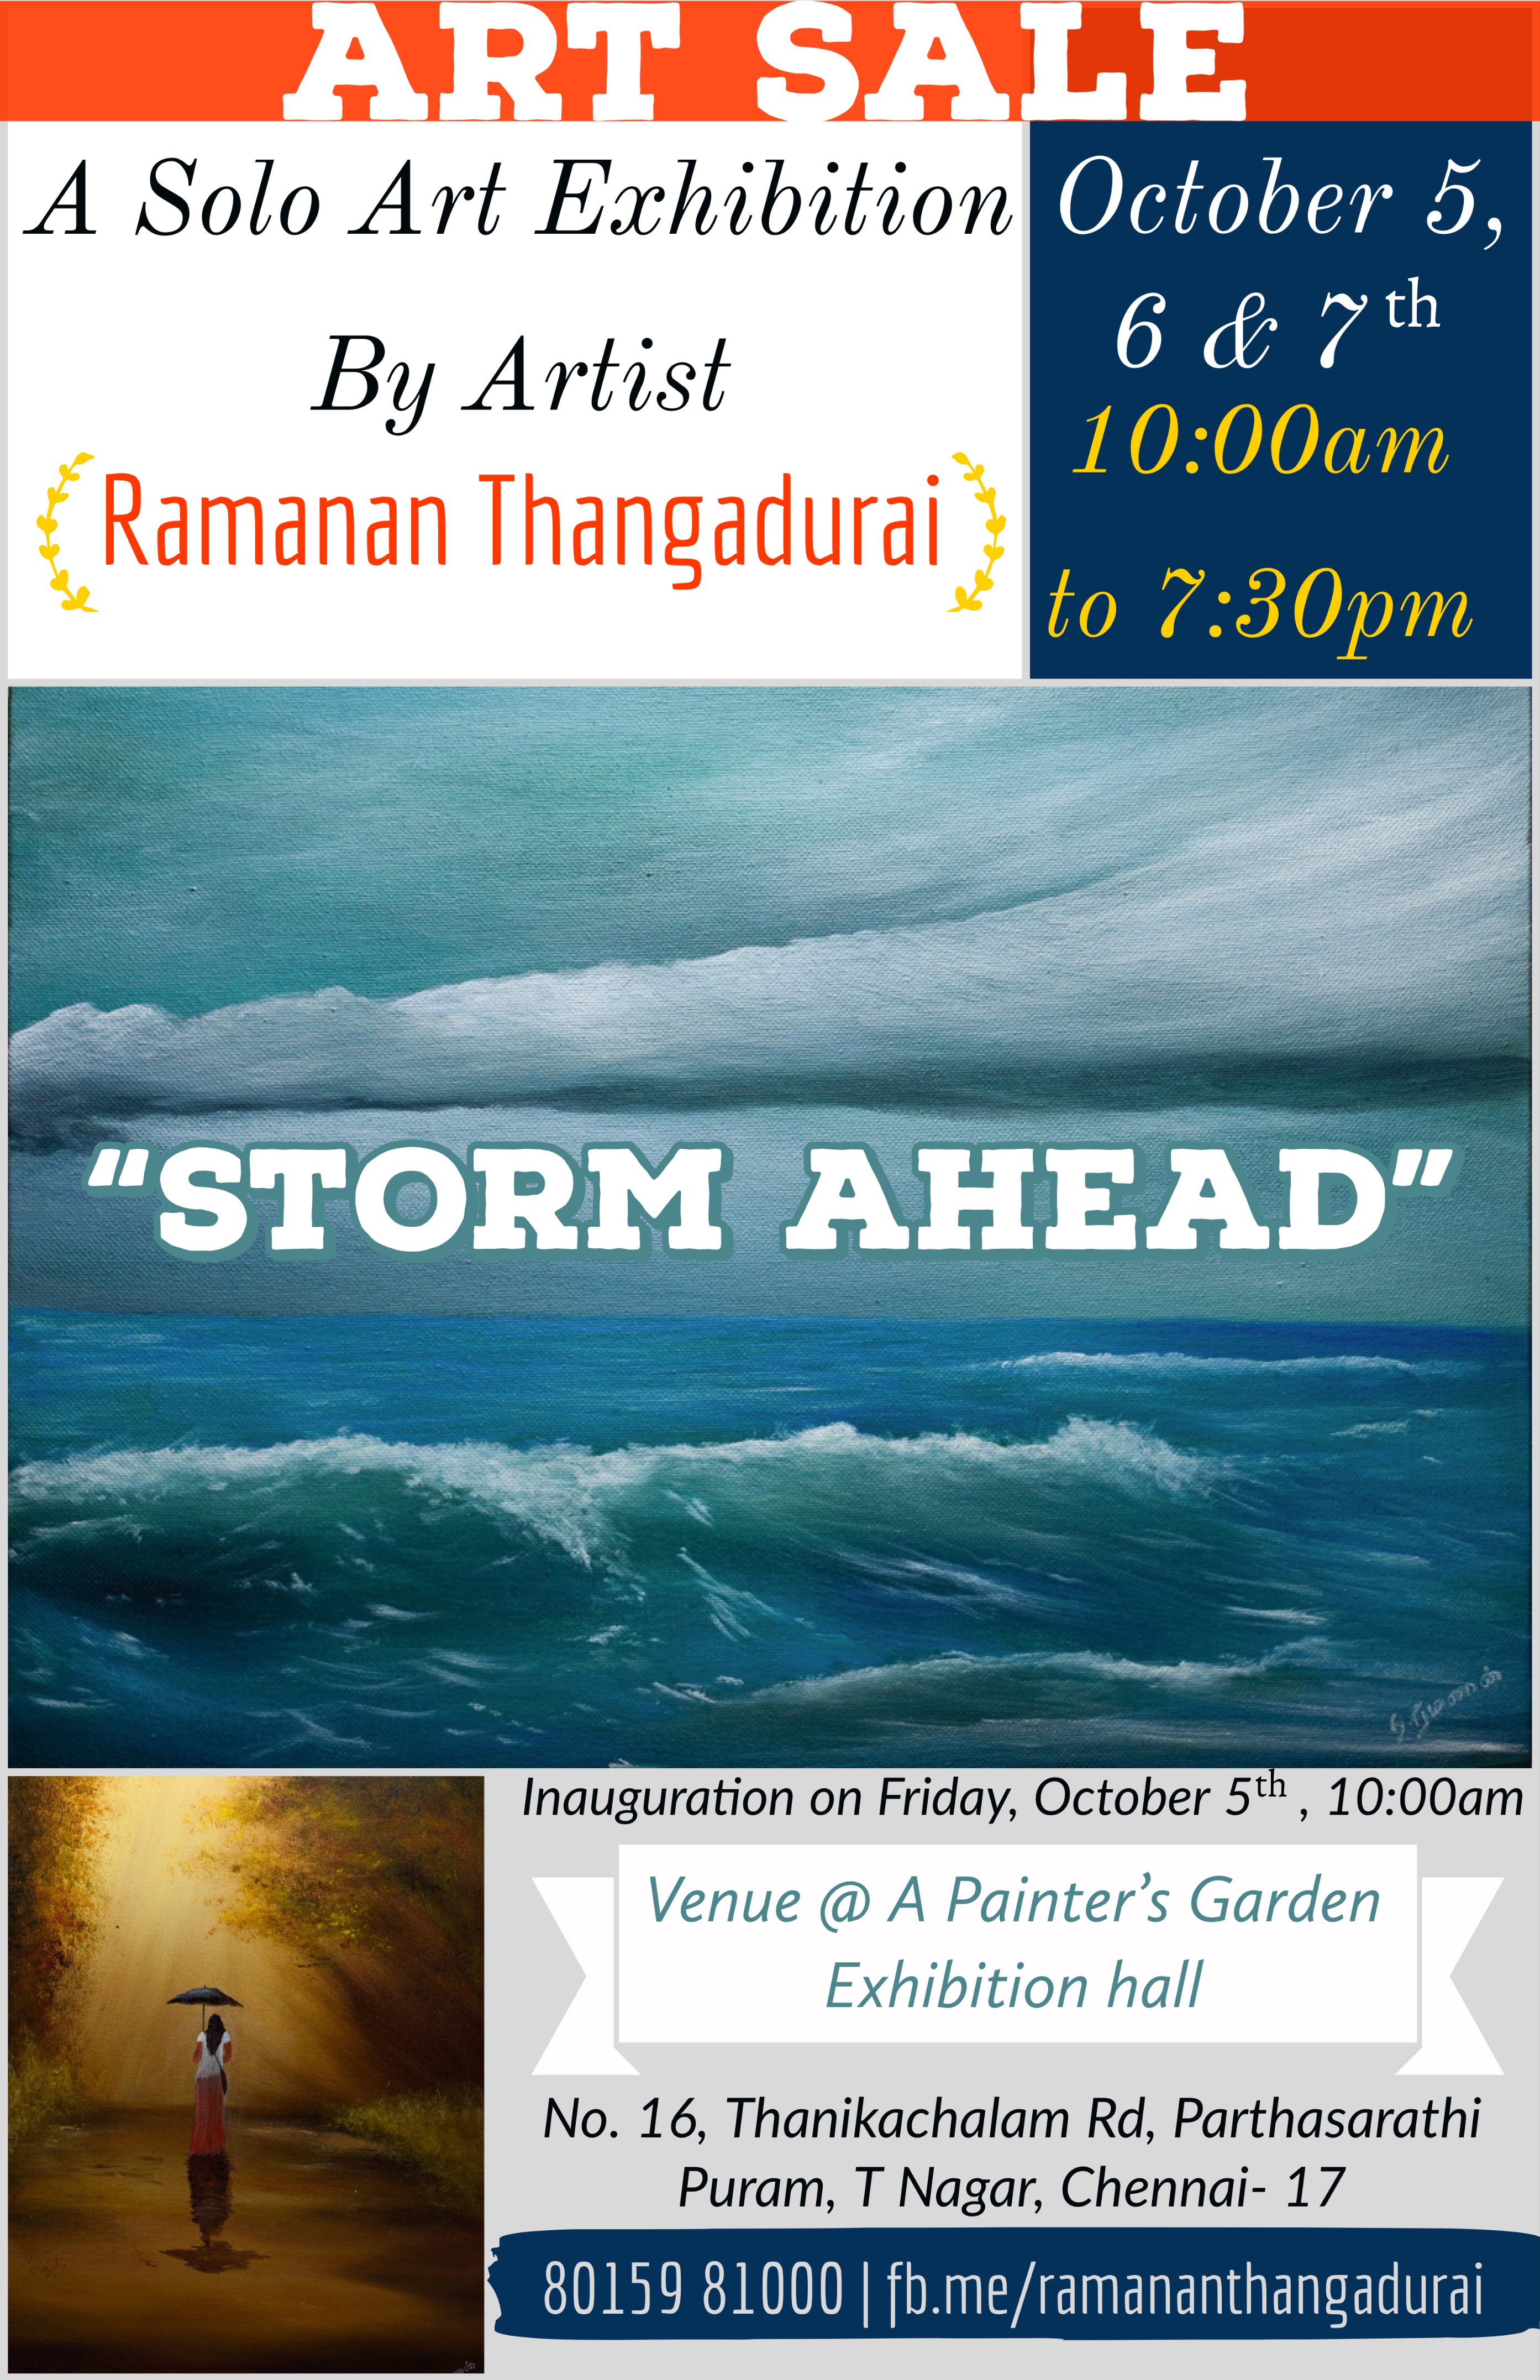 ART SALE
A Solo Art Exhibition
By Artist
Ramanan Thangadurai
October 5,
6 & 7th
10:00am
to 7:30pm
“STORM AHEAD”
Inauguration on Friday, October 5th , 10:00am
Venue @ A Painter’s Garden
Exhibition hall
No. 16, Thanikachalam Rd, Parthasarathi
Puram, T Nagar, Chennai- 17
80159 81000 | fb.me/ramananthangadurai